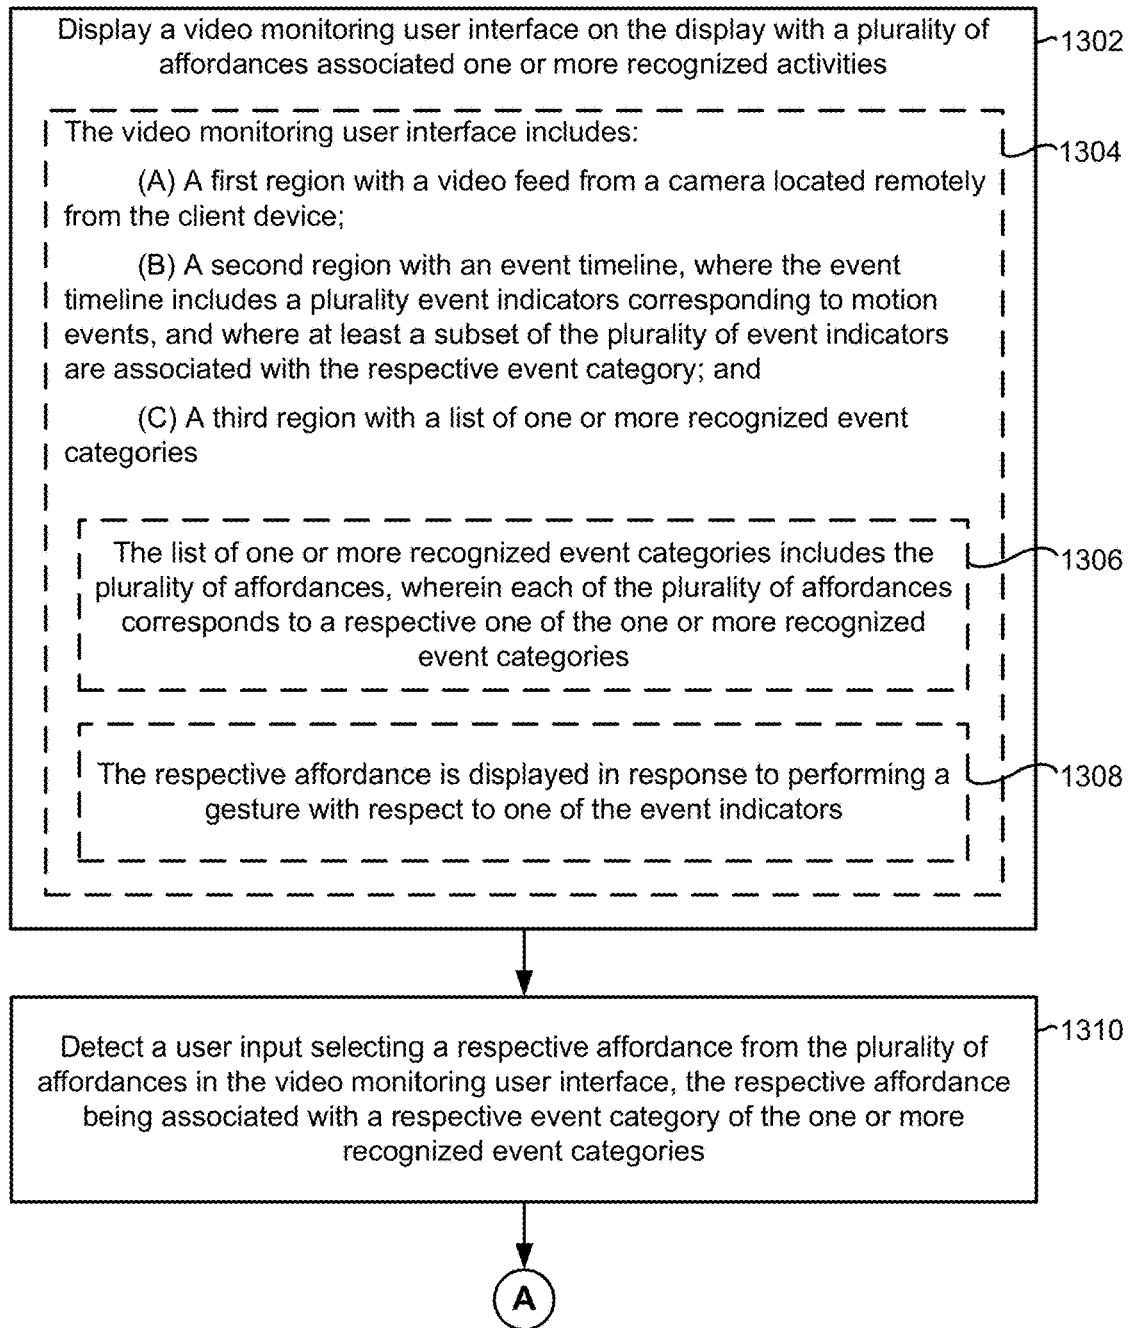 Display a video monitoring user interface on the display with a plurality of
affordances associated one or more recognized activities
1302
The video monitoring user interface includes:
1304
(A) A first region with a video feed from a camera located remotely
from the client device;
(B) A second region with an event timeline, where the event
timeline includes a plurality event indicators corresponding to motion
events, and where at least a subset of the plurality of event indicators
are associated with the respective event category; and
(C) A third region with a list of one or more recognized event
categories
The list of one or more recognized event categories includes the
plurality of affordances, wherein each of the plurality of affordances
corresponds to a respective one of the one or more recognized
event categories
1306
The respective affordance is displayed in response to performing a
gesture with respect to one of the event indicators
1308
Detect a user input selecting a respective affordance from the plurality of
affordances in the video monitoring user interface, the respective affordance
being associated with a respective event category of the one or more
recognized event categories
1310
A